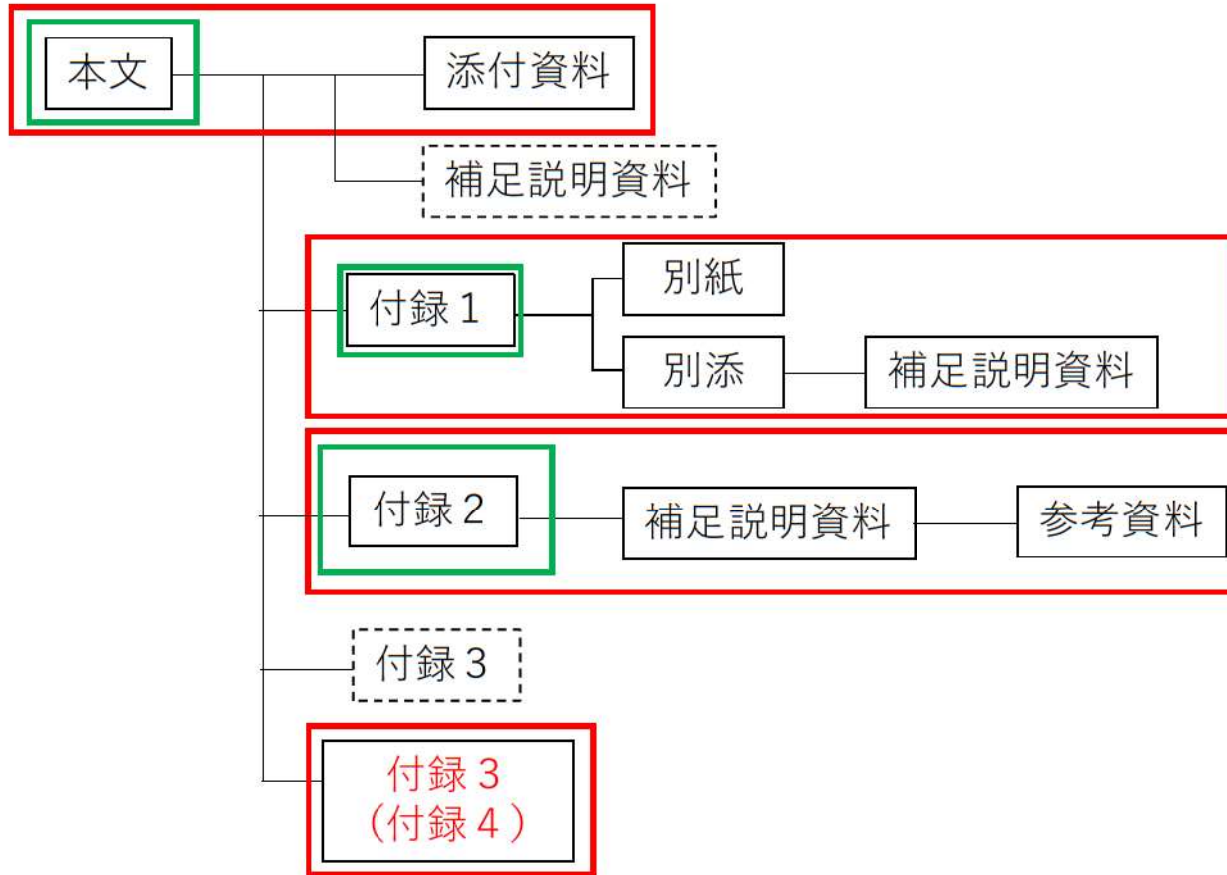 本文
添付資料
補足説明資料
付録１
別紙
別添
補足説明資料
付録２
補足説明資料
参考資料
付録３
付録３
（付録４）